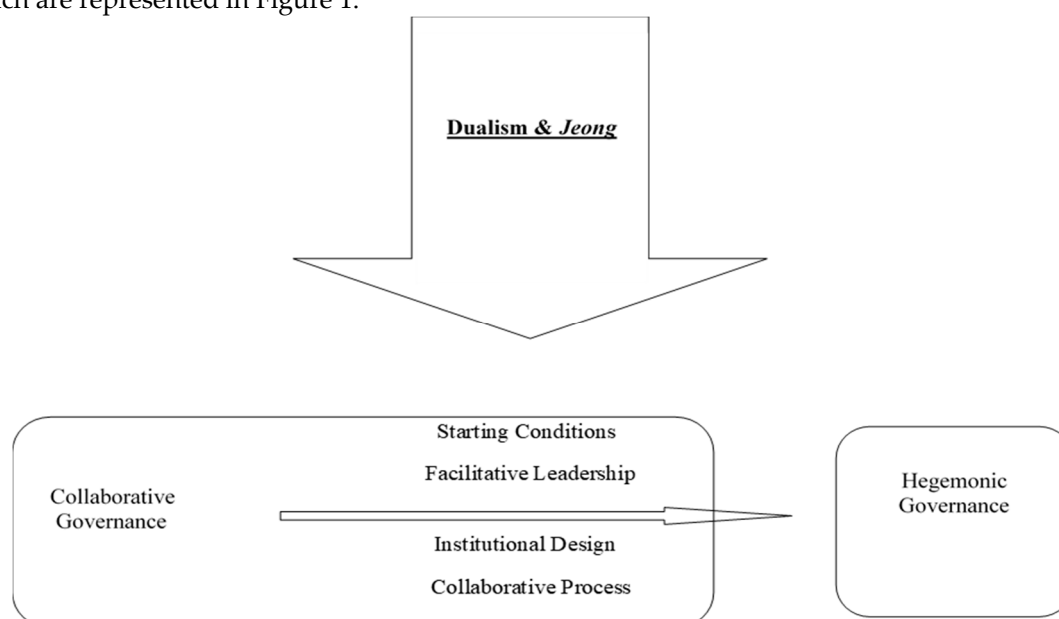 ch are represented in Figure 1.
Dualism & Jeong
Starting Conditions
Facilitative Leadership
Collaborative
Governance
Institutional Design
Collaborative Process
Hegemonic
Governance